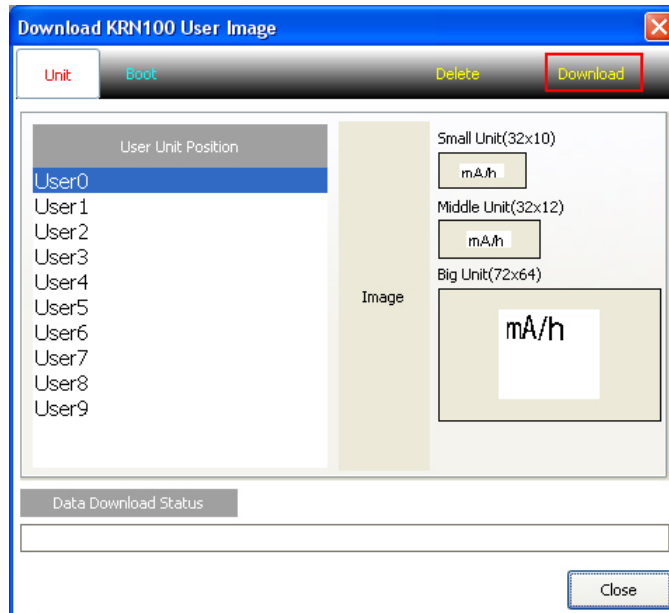 Download KRN100 User Image
Unit Boot Delete Download
User Unit Position
User0
User1
User2
User3
User4
User5
User6
User7
User8
User9
Image
Small Unit(32x10)
mA/h
Middle Unit(32x12)
mA/h
Big Unit(72x64)
mA/h
Data Download Status
Close